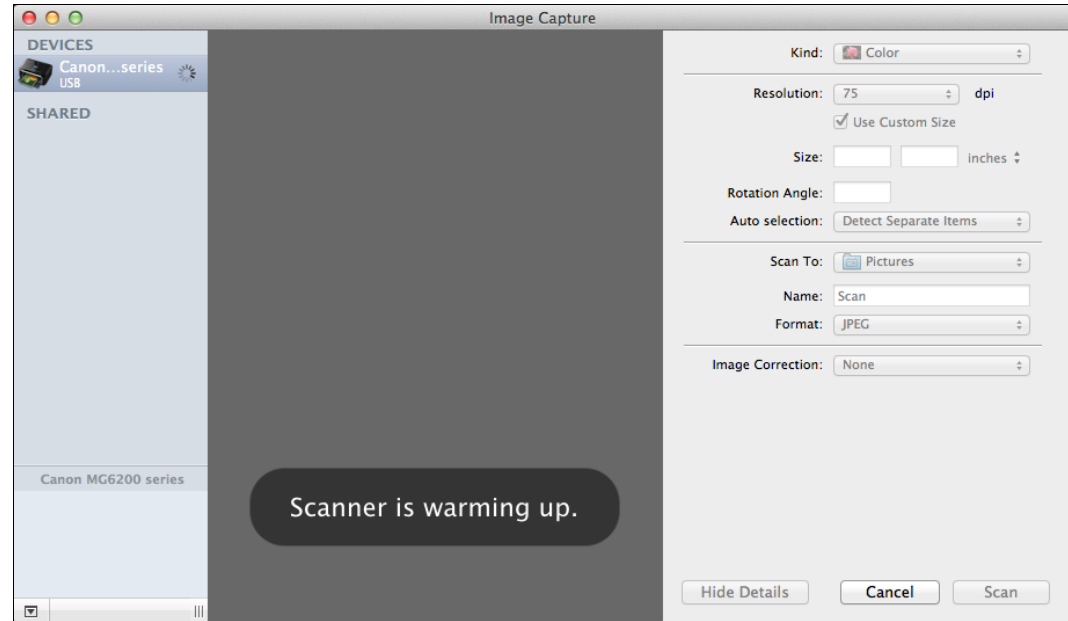 Image Capture
DEVICES
Canon...series
USB
SHARED
Canon MG6200 series
Scanner is warming up.
Kind: Color
Resolution: 75 dpi
Use Custom Size
Size: inches
Rotation Angle:
Auto selection: Detect Separate Items
Scan To: Pictures
Name: Scan
Format: JPEG
Image Correction: None
Hide Details Cancel Scan